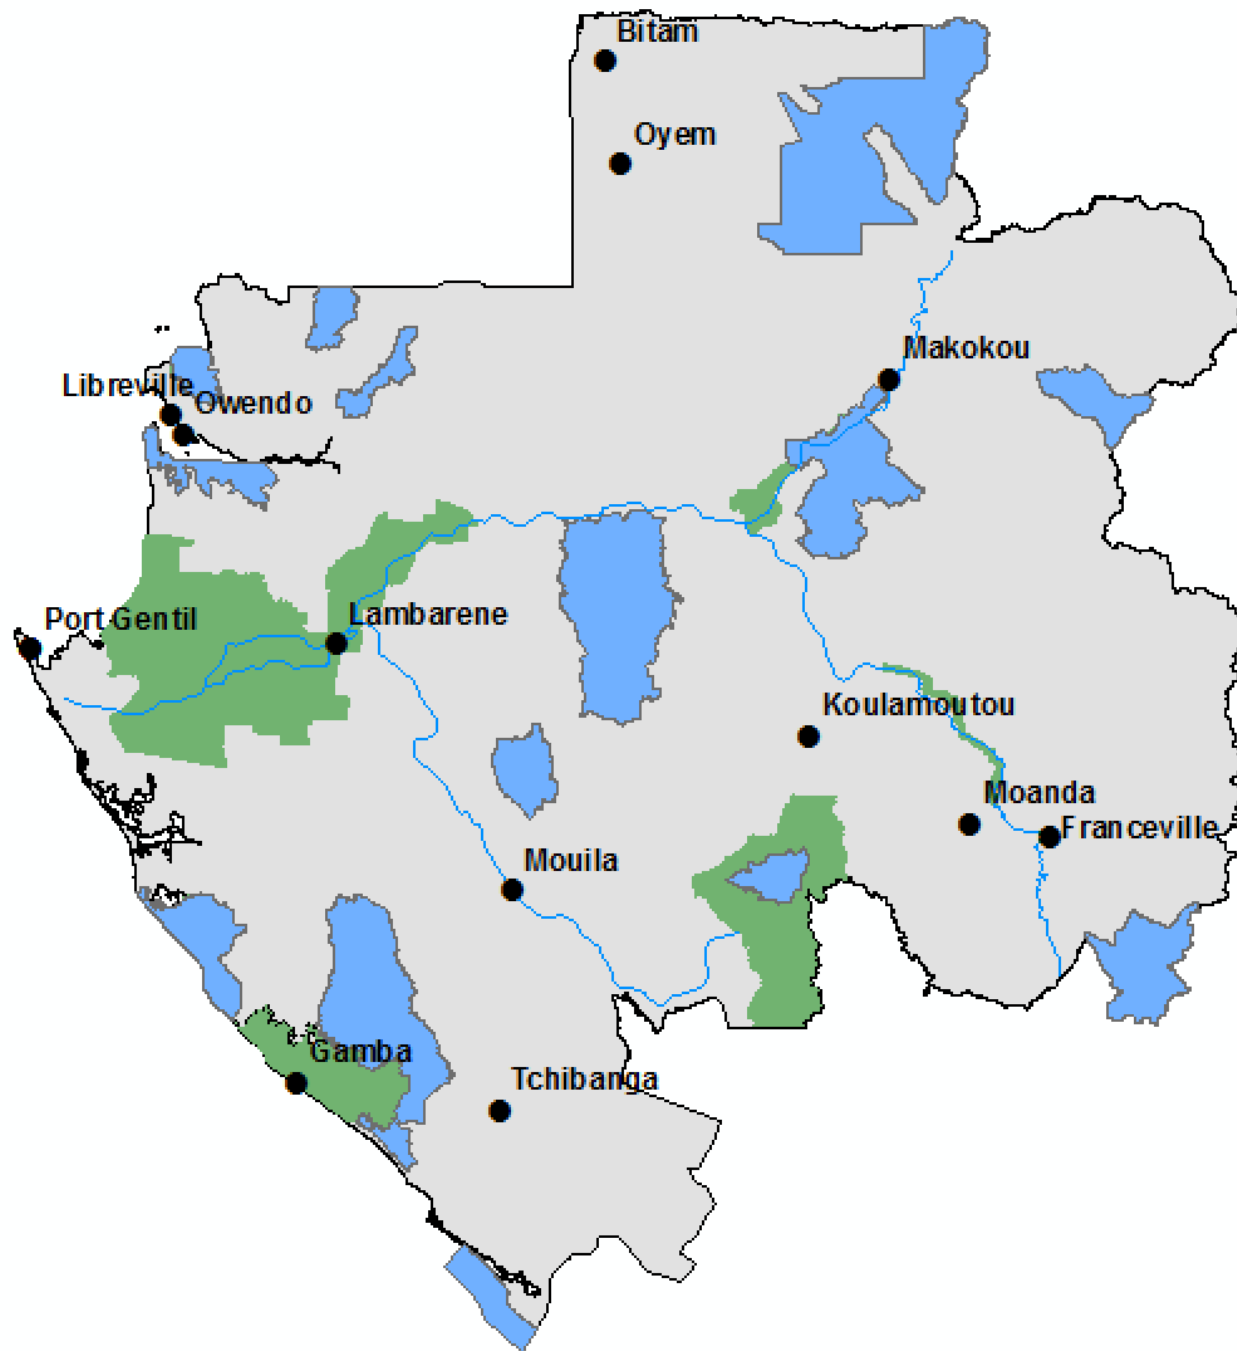 Bitam
Oyem
Makokou
Libreville
Owendo
Port Gentil
Lambarene
Koulamoutou
Moanda
Franceville
Mouila
Gamba
Tchibanga